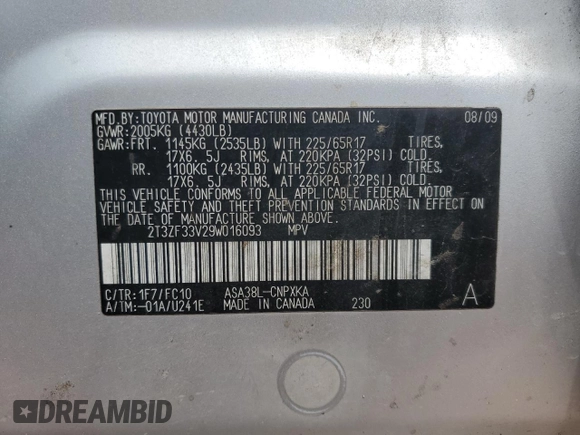 MFD.BY:TOYOTA MOTOR MANUFACTURING CANADA INC. 08/09
GVWR:2005KG (4430LB)
GAWR:FRT. 1145KG (2535LB) WITH 225/65R17 TIRES,
17X6. 5J RIMS, AT 220KPA (32PSI) COLD.
RR. 1100KG (2435LB) WITH 225/65R17 TIRES,
17X6. 5J RIMS, AT 220KPA (32PSI) COLD.
THIS VEHICLE CONFORMS TO ALL APPLICABLE FEDERAL MOTOR
VEHICLE SAFETY AND THEFT PREVENTION STANDARDS IN EFFECT ON
THE DATE OF MANUFACTURE SHOWN ABOVE.
2T3ZF33V29W016093 MPV
C/TR:1F7/FC10 ASA38L-CNPXKA
A/TM:-01A/U241E MADE IN CANADA 230 A
DREAMBID